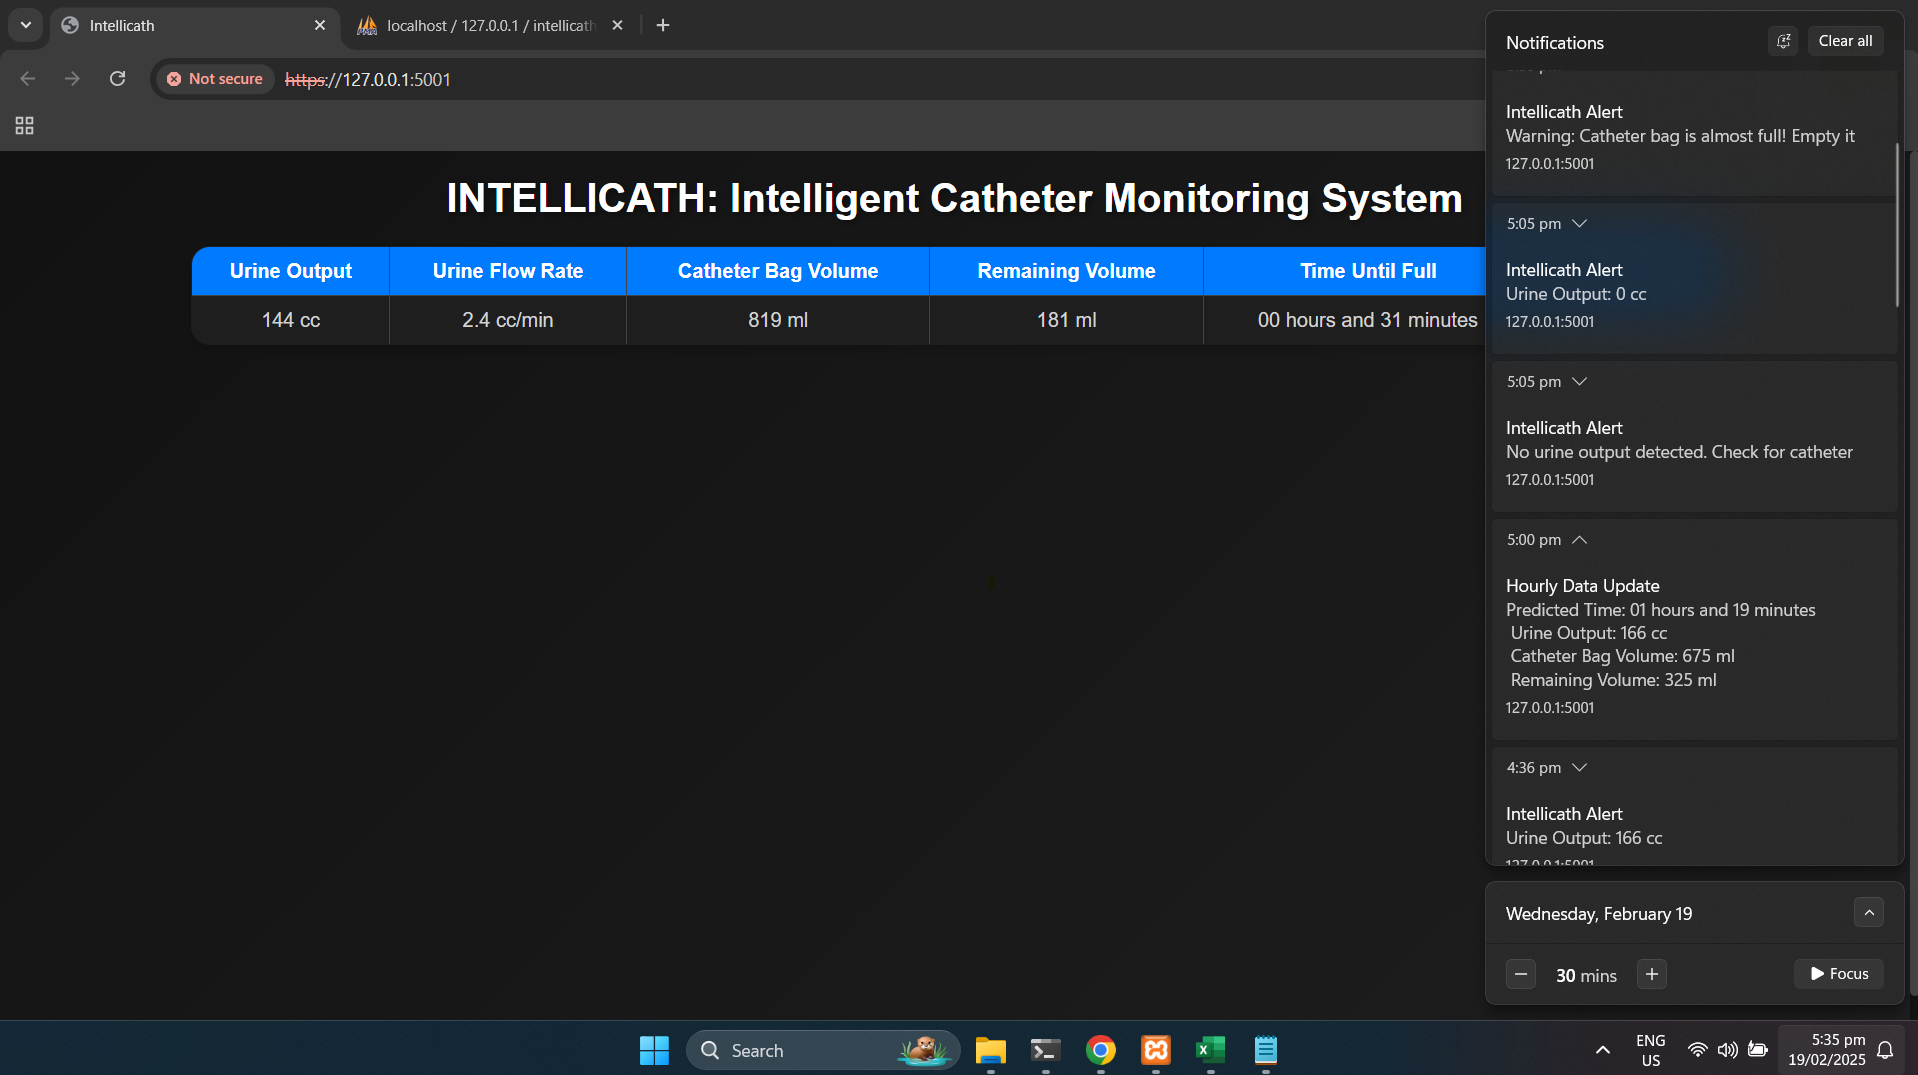 Intellicath
localhost / 127.0.0.1 / intellicath
Not secure
https://127.0.0.1:5001
INTELLICATH: Intelligent Catheter Monitoring System
Urine Output Urine Flow Rate Catheter Bag Volume Remaining Volume Time Until Full
144 cc 2.4 cc/min 819 ml 181 ml 00 hours and 31 minutes
Notifications
Clear all
Intellicath Alert
Warning: Catheter bag is almost full! Empty it
127.0.0.1:5001
5:05 pm
Intellicath Alert
Urine Output: 0 cc
127.0.0.1:5001
5:05 pm
Intellicath Alert
No urine output detected. Check for catheter
127.0.0.1:5001
5:00 pm
Hourly Data Update
Predicted Time: 01 hours and 19 minutes
Urine Output: 166 cc
Catheter Bag Volume: 675 ml
Remaining Volume: 325 ml
127.0.0.1:5001
4:36 pm
Intellicath Alert
Urine Output: 166 cc
127.0.0.1:5001
Wednesday, February 19
30 mins
Focus
Search
ENG
US
5:35 pm
19/02/2025